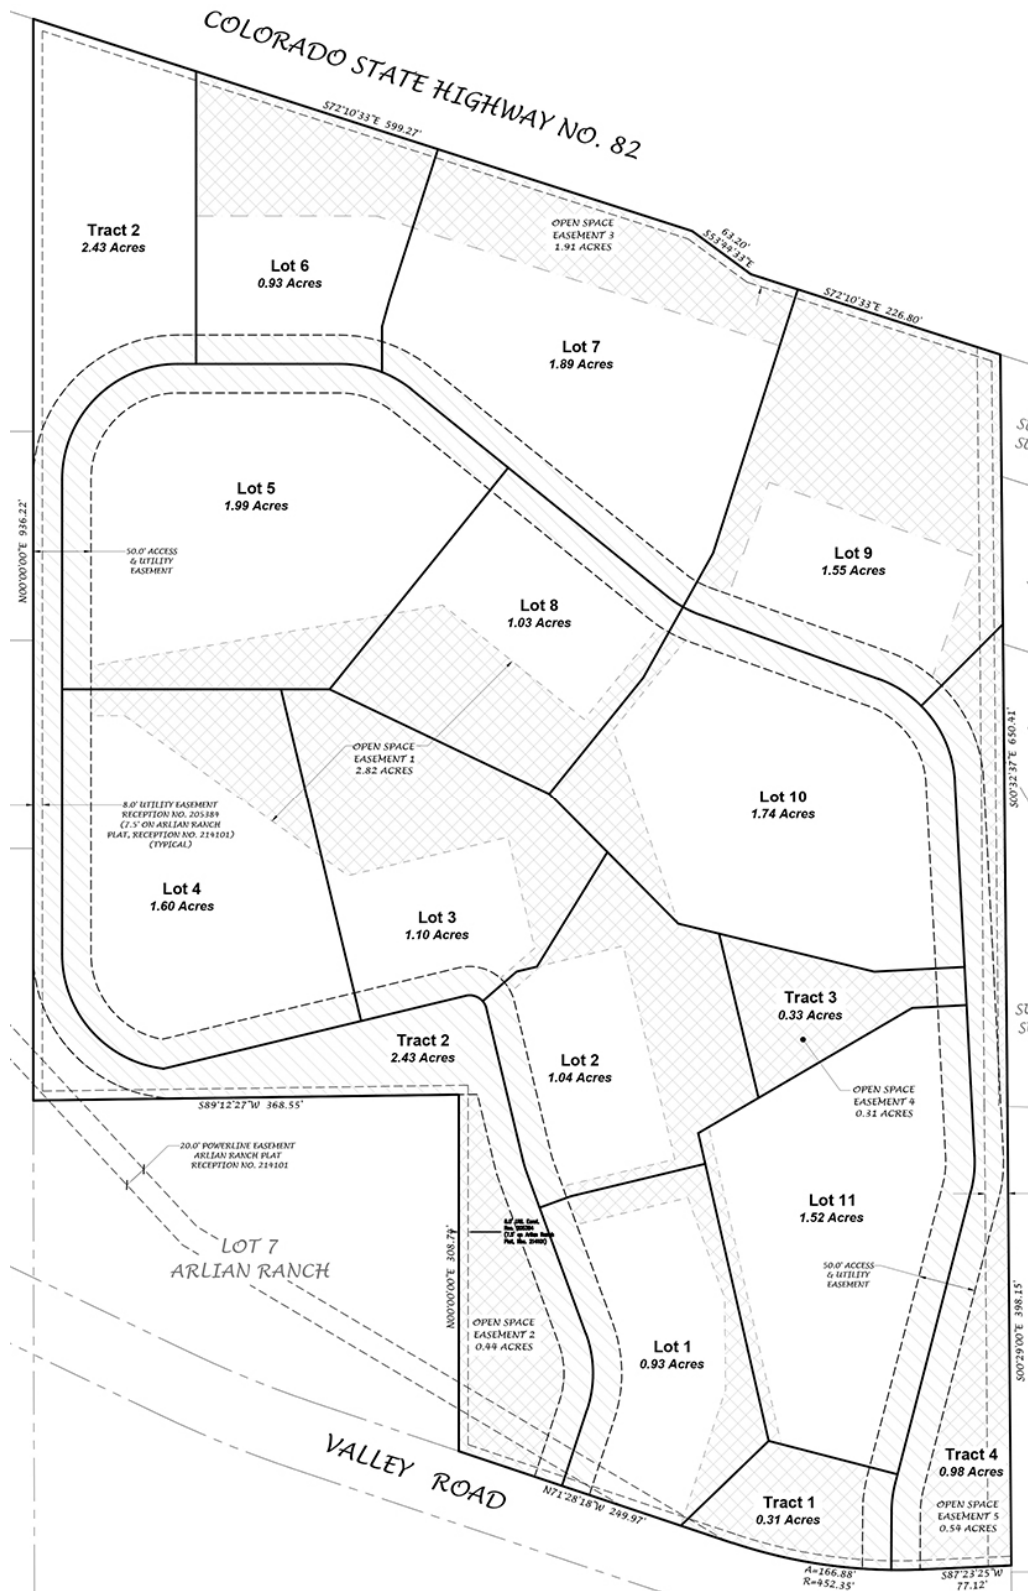 COLORADO STATE HIGHWAY NO. 82
S72°10'33"E 599.27'
63.20'
S53°44'33"E
S72°10'33"E 226.80'
Tract 2
2.43 Acres
Lot 6
0.93 Acres
OPEN SPACE
EASEMENT 3
1.91 ACRES
Lot 7
1.89 Acres
Lot 5
1.99 Acres
N00°00'00"E 936.22'
50.0' ACCESS
& UTILITY
EASEMENT
Lot 9
1.55 Acres
Lot 8
1.03 Acres
S00°32'37"E 650.41'
OPEN SPACE
EASEMENT 1
2.82 ACRES
8.0' UTILITY EASEMENT
RECEPTION NO. 205384
(7.5' ON ARLIAN RANCH
PLAT, RECEPTION NO. 214101)
(TYPICAL)
Lot 10
1.74 Acres
Lot 4
1.60 Acres
Lot 3
1.10 Acres
Tract 3
0.33 Acres
Tract 2
2.43 Acres
Lot 2
1.04 Acres
OPEN SPACE
EASEMENT 4
0.31 ACRES
S89°12'27"W 368.55'
20.0' POWERLINE EASEMENT
ARLIAN RANCH PLAT
RECEPTION NO. 214101
Lot 11
1.52 Acres
LOT 7
ARLIAN RANCH
N00°00'00"E 308.71'
50.0' ACCESS
& UTILITY
EASEMENT
OPEN SPACE
EASEMENT 2
0.44 ACRES
Lot 1
0.93 Acres
S00°29'00"E 398.15'
VALLEY ROAD
N71°28'18"W 249.97'
Tract 4
0.98 Acres
Tract 1
0.31 Acres
OPEN SPACE
EASEMENT 5
0.54 ACRES
A=166.88'
R=452.35'
S87°23'25"W
77.12'